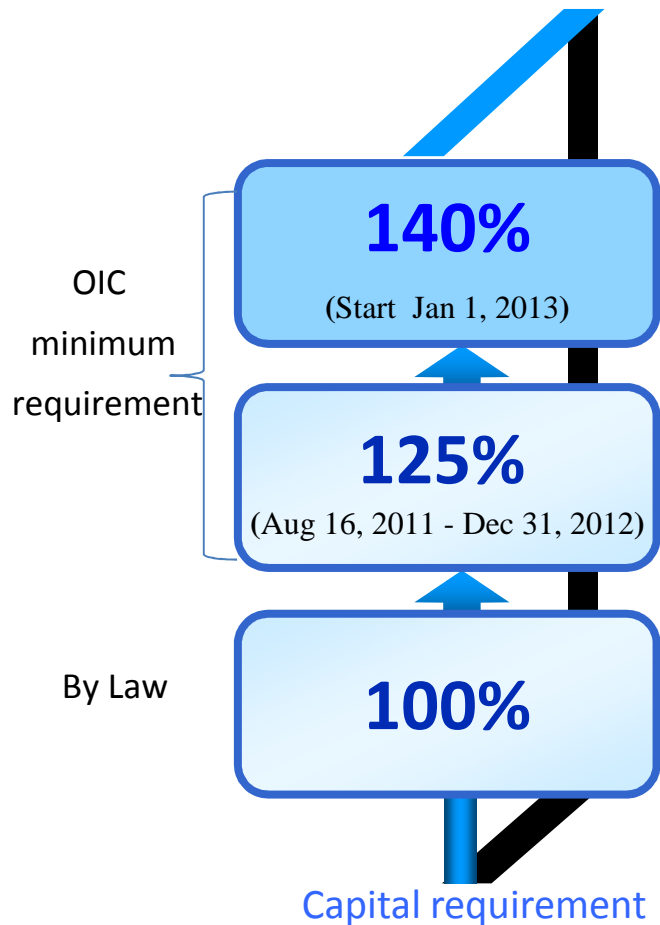 140%
(Start Jan 1, 2013)
OIC
minimum
requirement
125%
(Aug 16, 2011 - Dec 31, 2012)
By Law
100%
Capital requirement